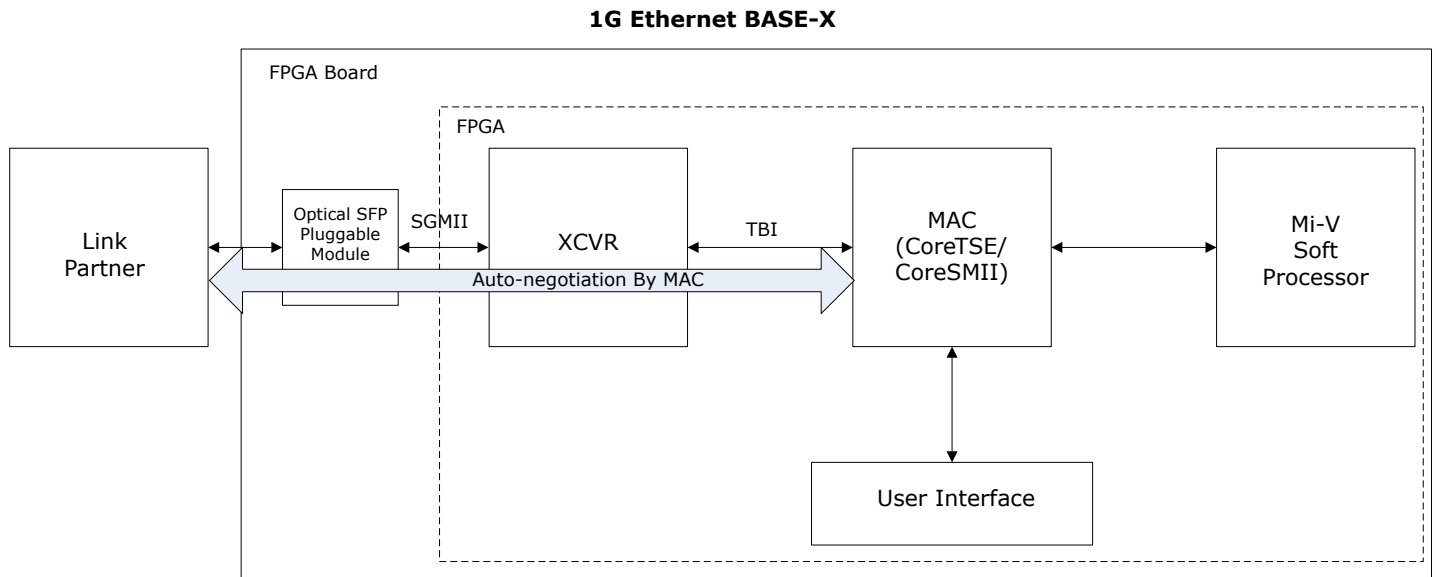 1G Ethernet BASE-X
FPGA Board
FPGA
Link
Partner
Optical SFP
Pluggable
Module
SGMII
XCVR
TBI
MAC
(CoreTSE/
CoreSMII)
Mi-V
Soft
Processor
Auto-negotiation By MAC
User Interface